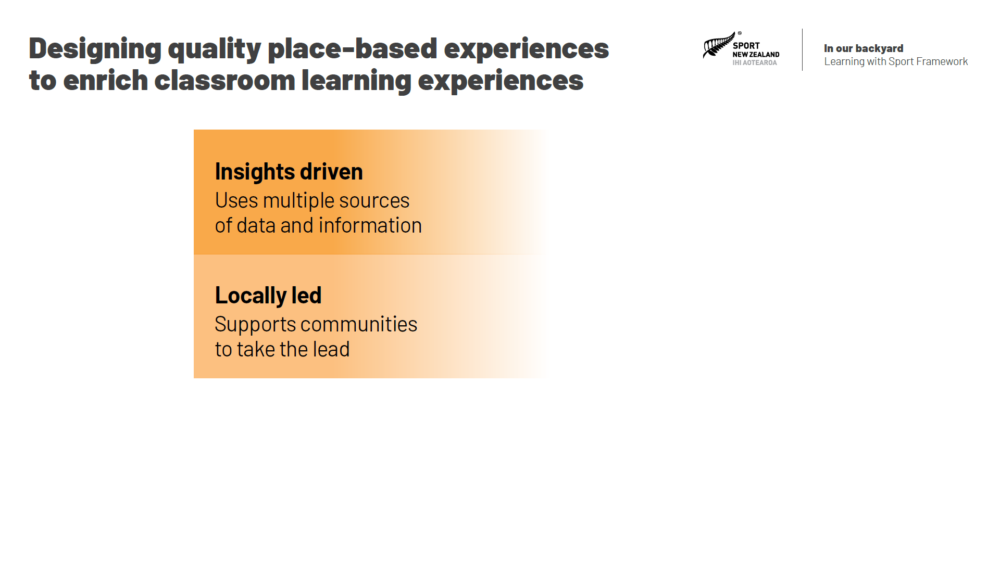 Designing quality place-based experiences
to enrich classroom learning experiences
SPORT
NEW ZEALAND
IHI AOTEAROA
In our backyard
Learning with Sport Framework
Insights driven
Uses multiple sources
of data and information
Locally led
Supports communities
to take the lead